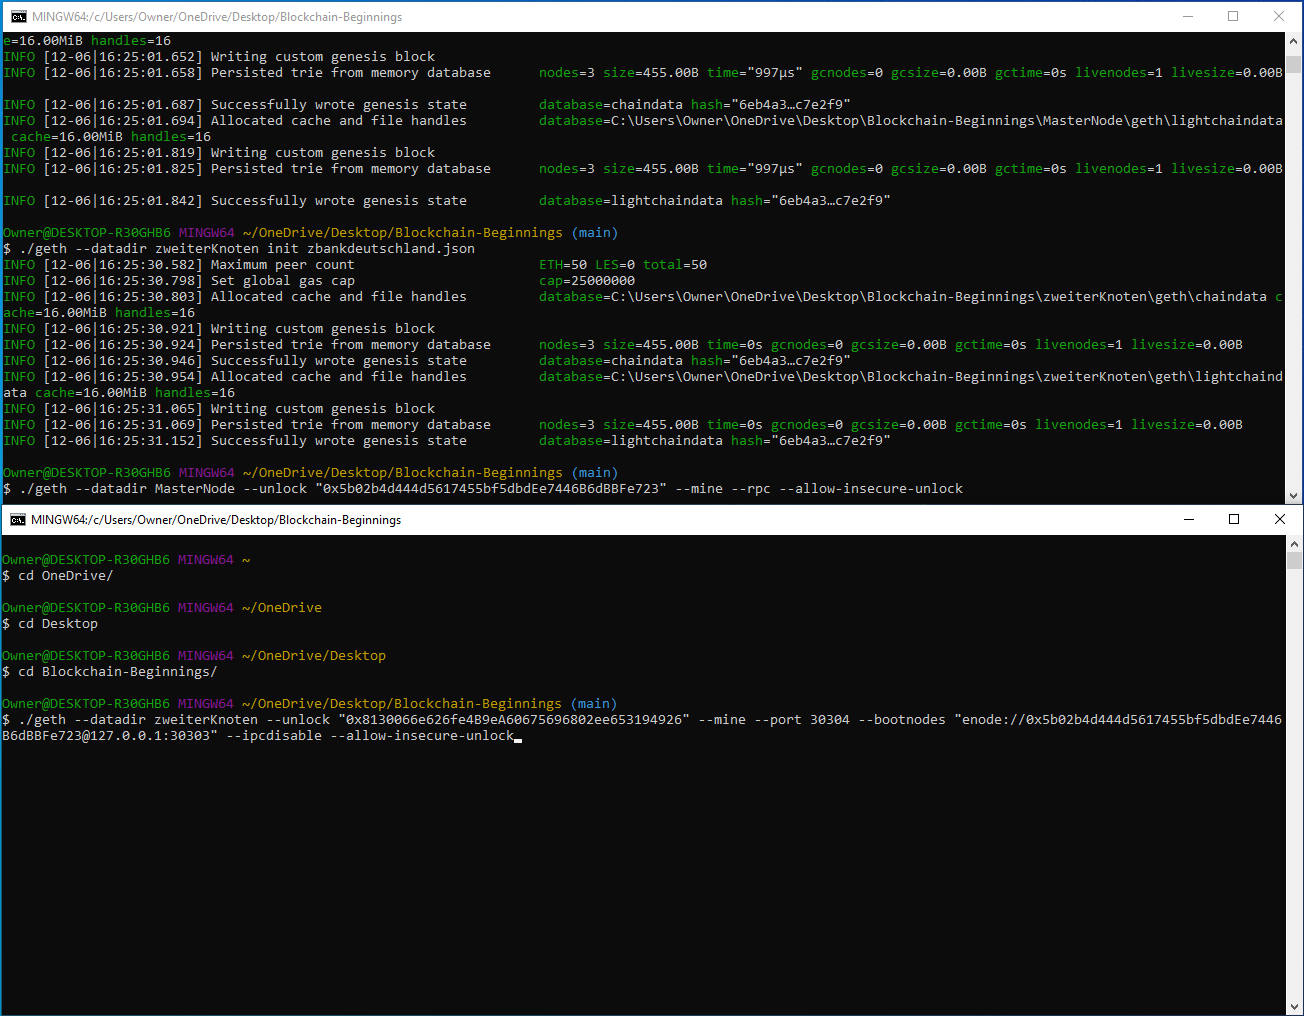 MINGW64:/c/Users/Owner/OneDrive/Desktop/Blockchain-Beginnings
e=16.00MiB handles=16
INFO [12-06|16:25:01.652] Writing custom genesis block
INFO [12-06|16:25:01.658] Persisted trie from memory database nodes=3 size=455.00B time="997µs" gcnodes=0 gcsize=0.00B gctime=0s livenodes=1 livesize=0.00B
INFO [12-06|16:25:01.687] Successfully wrote genesis state database=chaindata hash="6eb4a3…c7e2f9"
INFO [12-06|16:25:01.694] Allocated cache and file handles database=C:\Users\Owner\OneDrive\Desktop\Blockchain-Beginnings\MasterNode\geth\lightchaindata
cache=16.00MiB handles=16
INFO [12-06|16:25:01.819] Writing custom genesis block
INFO [12-06|16:25:01.825] Persisted trie from memory database nodes=3 size=455.00B time="997µs" gcnodes=0 gcsize=0.00B gctime=0s livenodes=1 livesize=0.00B
INFO [12-06|16:25:01.842] Successfully wrote genesis state database=lightchaindata hash="6eb4a3…c7e2f9"
Owner@DESKTOP-R30GHB6 MINGW64 ~/OneDrive/Desktop/Blockchain-Beginnings (main)
$ ./geth --datadir zweiterKnoten init zbankdeutschland.json
INFO [12-06|16:25:30.582] Maximum peer count ETH=50 LES=0 total=50
INFO [12-06|16:25:30.798] Set global gas cap cap=25000000
INFO [12-06|16:25:30.803] Allocated cache and file handles database=C:\Users\Owner\OneDrive\Desktop\Blockchain-Beginnings\zweiterKnoten\geth\chaindata c
ache=16.00MiB handles=16
INFO [12-06|16:25:30.921] Writing custom genesis block
INFO [12-06|16:25:30.924] Persisted trie from memory database nodes=3 size=455.00B time=0s gcnodes=0 gcsize=0.00B gctime=0s livenodes=1 livesize=0.00B
INFO [12-06|16:25:30.946] Successfully wrote genesis state database=chaindata hash="6eb4a3…c7e2f9"
INFO [12-06|16:25:30.954] Allocated cache and file handles database=C:\Users\Owner\OneDrive\Desktop\Blockchain-Beginnings\zweiterKnoten\geth\lightchaind
ata cache=16.00MiB handles=16
INFO [12-06|16:25:31.065] Writing custom genesis block
INFO [12-06|16:25:31.069] Persisted trie from memory database nodes=3 size=455.00B time=0s gcnodes=0 gcsize=0.00B gctime=0s livenodes=1 livesize=0.00B
INFO [12-06|16:25:31.152] Successfully wrote genesis state database=lightchaindata hash="6eb4a3…c7e2f9"
Owner@DESKTOP-R30GHB6 MINGW64 ~/OneDrive/Desktop/Blockchain-Beginnings (main)
$ ./geth --datadir MasterNode --unlock "0x5b02b4d444d5617455bf5dbdEe7446B6dBBFe723" --mine --rpc --allow-insecure-unlock
MINGW64:/c/Users/Owner/OneDrive/Desktop/Blockchain-Beginnings
Owner@DESKTOP-R30GHB6 MINGW64 ~
$ cd OneDrive/
Owner@DESKTOP-R30GHB6 MINGW64 ~/OneDrive
$ cd Desktop
Owner@DESKTOP-R30GHB6 MINGW64 ~/OneDrive/Desktop
$ cd Blockchain-Beginnings/
Owner@DESKTOP-R30GHB6 MINGW64 ~/OneDrive/Desktop/Blockchain-Beginnings (main)
$ ./geth --datadir zweiterKnoten --unlock "0x8130066e626fe4B9eA60675696802ee653194926" --mine --port 30304 --bootnodes "enode://0x5b02b4d444d5617455bf5dbdEe7446
B6dBBFe723@127.0.0.1:30303" --ipcdisable --allow-insecure-unlock